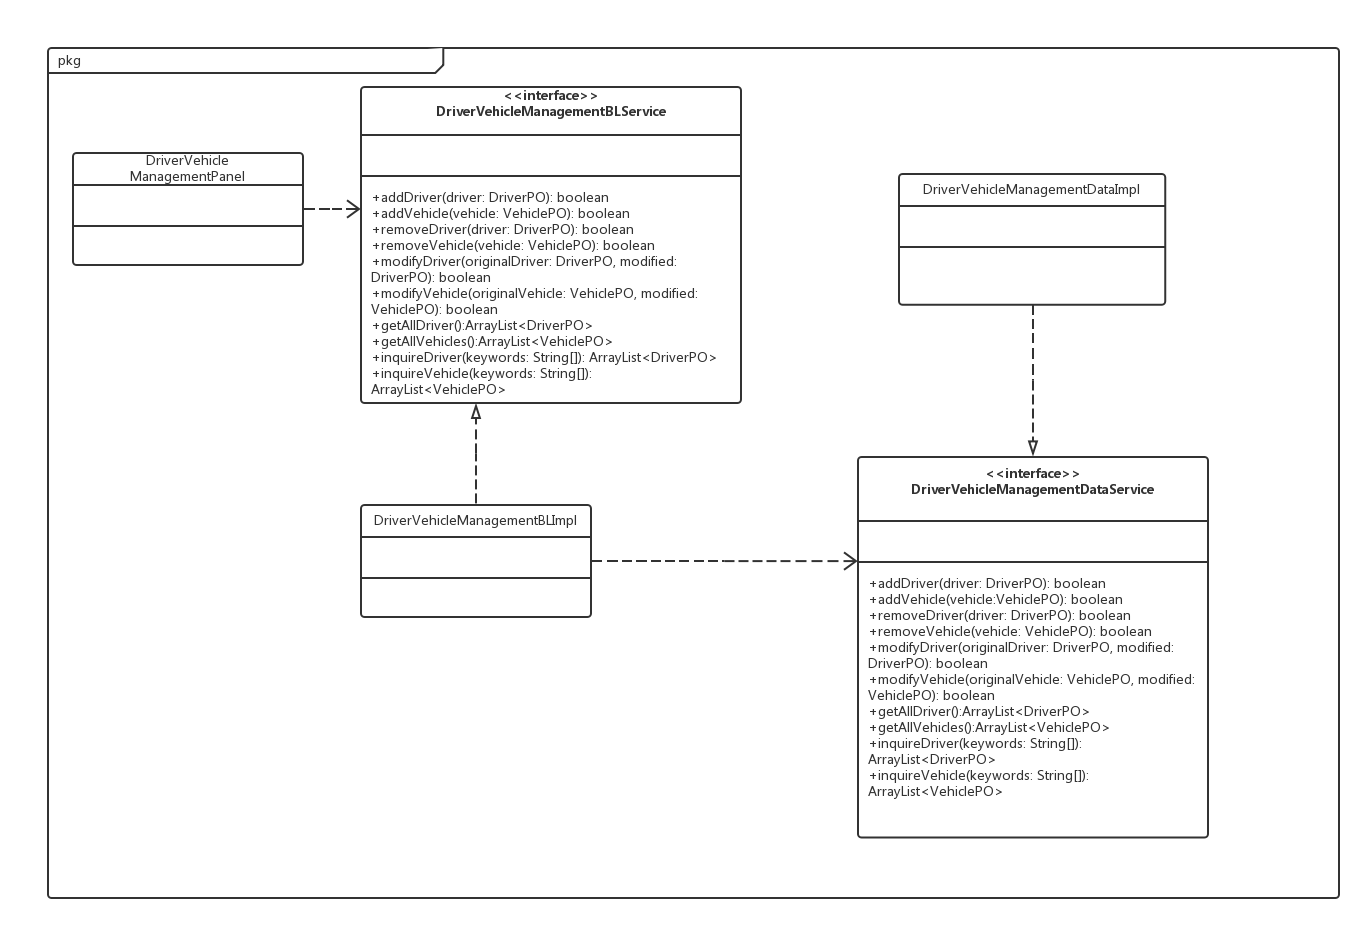 pkg
<<interface>>
DriverVehicleManagementBLService
DriverVehicle
ManagementPanel
+addDriver(driver: DriverPO): boolean
+addVehicle(vehicle: VehiclePO): boolean
+removeDriver(driver: DriverPO): boolean
+removeVehicle(vehicle: VehiclePO): boolean
+modifyDriver(originalDriver: DriverPO, modified:
DriverPO): boolean
+modifyVehicle(originalVehicle: VehiclePO, modified:
VehiclePO): boolean
+getAllDriver():ArrayList<DriverPO>
+getAllVehicles():ArrayList<VehiclePO>
+inquireDriver(keywords: String[]): ArrayList<DriverPO>
+inquireVehicle(keywords: String[]):
ArrayList<VehiclePO>
DriverVehicleManagementDataImpl
DriverVehicleManagementBLImpl
<<interface>>
DriverVehicleManagementDataService
+addDriver(driver: DriverPO): boolean
+addVehicle(vehicle:VehiclePO): boolean
+removeDriver(driver: DriverPO): boolean
+removeVehicle(vehicle: VehiclePO): boolean
+modifyDriver(originalDriver: DriverPO, modified:
DriverPO): boolean
+modifyVehicle(originalVehicle: VehiclePO, modified:
VehiclePO): boolean
+getAllDriver():ArrayList<DriverPO>
+getAllVehicles():ArrayList<VehiclePO>
+inquireDriver(keywords: String[]):
ArrayList<DriverPO>
+inquireVehicle(keywords: String[]):
ArrayList<VehiclePO>